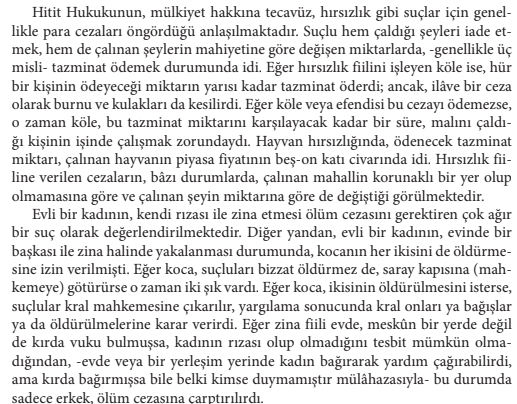 Hitit Hukukunun, mülkiyet hakkına tecavüz, hırsızlık gibi suçlar için genel-
likle para cezaları öngördüğü anlaşılmaktadır. Suçlu hem çaldığı şeyleri iade et-
mek, hem de çalınan şeylerin mahiyetine göre değişen miktarlarda, -genellikle üç
misli- tazminat ödemek durumunda idi. Eğer hırsızlık fiilini işleyen köle ise, hür
bir kişinin ödeyeceği miktarın yarısı kadar tazminat öderdi; ancak, ilâve bir ceza
olarak burnu ve kulakları da kesilirdi. Eğer köle veya efendisi bu cezayı ödemezse,
o zaman köle, bu tazminat miktarını karşılayacak kadar bir süre, malını çaldı-
ğı kişinin işinde çalışmak zorundaydı. Hayvan hırsızlığında, ödenecek tazminat
miktarı, çalınan hayvanın piyasa fiyatının beş-on katı civarında idi. Hırsızlık fii-
line verilen cezaların, bâzı durumlarda, çalınan mahallin korunaklı bir yer olup
olmamasına göre ve çalınan şeyin miktarına göre de değiştiği görülmektedir.
Evli bir kadının, kendi rızası ile zina etmesi ölüm cezasını gerektiren çok ağır
bir suç olarak değerlendirilmektedir. Diğer yandan, evli bir kadının, evinde bir
başkası ile zina halinde yakalanması durumunda, kocanın her ikisini de öldürme-
sine izin verilmişti. Eğer koca, suçluları bizzat öldürmez de, saray kapısına (mah-
kemeye) götürürse o zaman iki şık vardı. Eğer koca, ikisinin öldürülmesini isterse,
suçlular kral mahkemesine çıkarılır, yargılama sonucunda kral onları ya bağışlar
ya da öldürülmelerine karar verirdi. Eğer zina fiili evde, meskûn bir yerde değil
de kırda vuku bulmuşsa, kadının rızası olup olmadığını tesbit mümkün olma-
dığından, -evde veya bir yerleşim yerinde kadın bağırarak yardım çağırabilirdi,
ama kırda bağırmışsa bile belki kimse duymamıştır mülâhazasıyla- bu durumda
sadece erkek, ölüm cezasına çarptırılırdı.